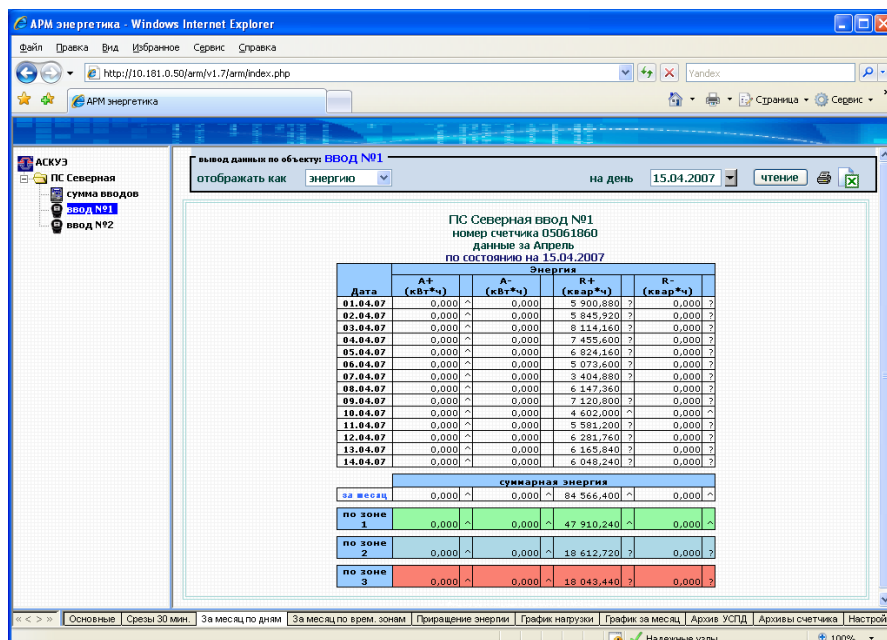 АРМ энергетика - Windows Internet Explorer
Файл Правка Вид Избранное Сервис Справка
http://10.181.0.50/arm/v1.7/arm/index.php Yandex
АРМ энергетика Страница Сервис
АСКУЭ
ПС Северная
сумма вводов
ввод №1
ввод №2
вывод данных по объекту: ВВОД №1
отображать как энергию на день 15.04.2007 чтение
ПС Северная ввод №1
номер счетчика 05061860
данные за Апрель
по состоянию на 15.04.2007
Энергия
Дата A+ (кВт*ч) A- (кВт*ч) R+ (квар*ч) R- (квар*ч)
01.04.07 0,000 ^ 0,000 5 900,880 ? 0,000 ?
02.04.07 0,000 ^ 0,000 5 845,920 ? 0,000 ?
03.04.07 0,000 ^ 0,000 8 114,160 ? 0,000 ?
04.04.07 0,000 ^ 0,000 7 455,600 ? 0,000 ?
05.04.07 0,000 ^ 0,000 6 824,160 ? 0,000 ?
06.04.07 0,000 ^ 0,000 5 073,600 ? 0,000 ?
07.04.07 0,000 ^ 0,000 3 404,880 ? 0,000 ?
08.04.07 0,000 ^ 0,000 6 147,360 0,000 ?
09.04.07 0,000 ^ 0,000 7 120,800 ? 0,000 ?
10.04.07 0,000 ^ 0,000 4 602,000 ^ 0,000 ^
11.04.07 0,000 ^ 0,000 5 581,200 ? 0,000 ?
12.04.07 0,000 ^ 0,000 6 281,760 ? 0,000 ?
13.04.07 0,000 ^ 0,000 6 165,840 ? 0,000 ?
14.04.07 0,000 ^ 0,000 6 048,240 ? 0,000 ?
суммарная энергия
за месяц 0,000 ^ 0,000 ^ 84 566,400 ^ 0,000 ^
по зоне 1 0,000 ^ 0,000 ^ 47 910,240 ^ 0,000 ^
по зоне 2 0,000 ^ 0,000 ^ 18 612,720 ? 0,000 ?
по зоне 3 0,000 ^ 0,000 ^ 18 043,440 ? 0,000 ?
« < > » Основные Срезы 30 мин. За месяц по дням За месяц по врем. зонам Приращение энергии График нагрузки График за месяц Архив УСПД Архивы счетчика Настрой
Надежные узлы 100%